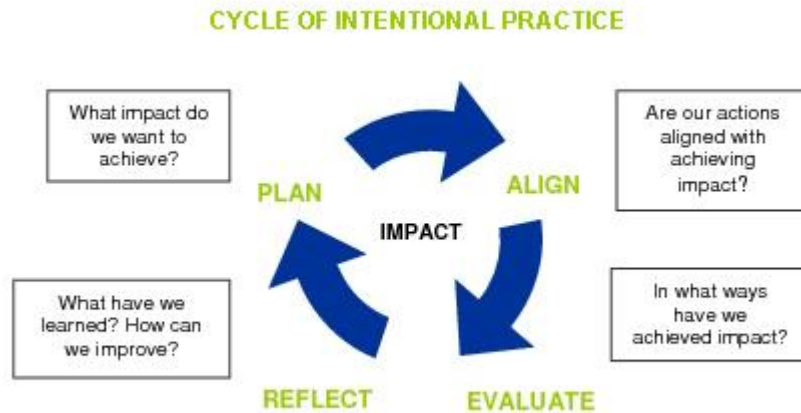 CYCLE OF INTENTIONAL PRACTICE
What impact do
we want to
achieve?
Are our actions
aligned with
achieving
impact?
PLAN
ALIGN
IMPACT
What have we
learned? How can
we improve?
In what ways
have we
achieved impact?
REFLECT
EVALUATE